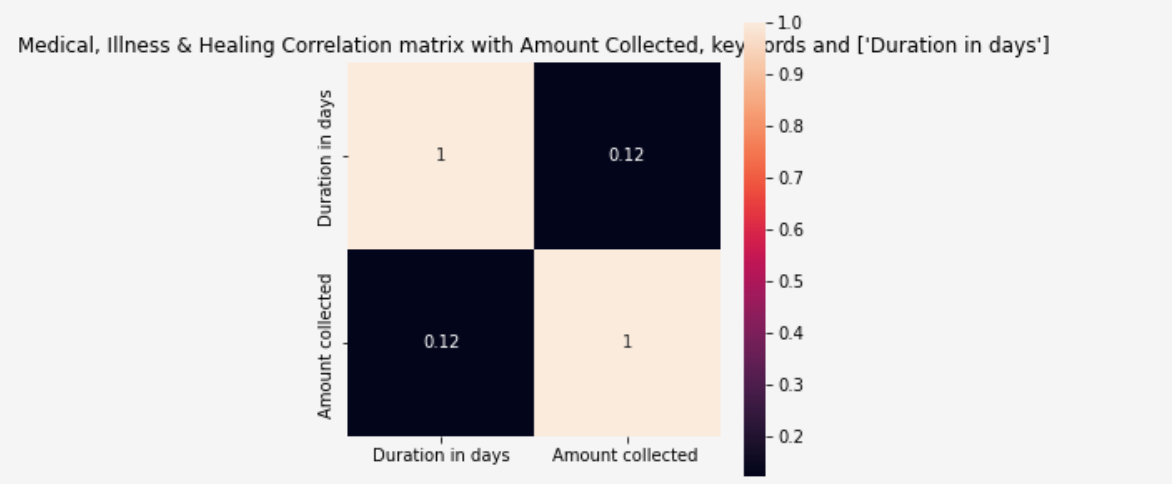 Medical, Illness & Healing Correlation matrix with Amount Collected, keywords and ['Duration in days']
1.0
0.9
0.8
0.7
0.6
0.5
0.4
0.3
0.2
Duration in days
1
0.12
Amount collected
0.12
1
Duration in days
Amount collected